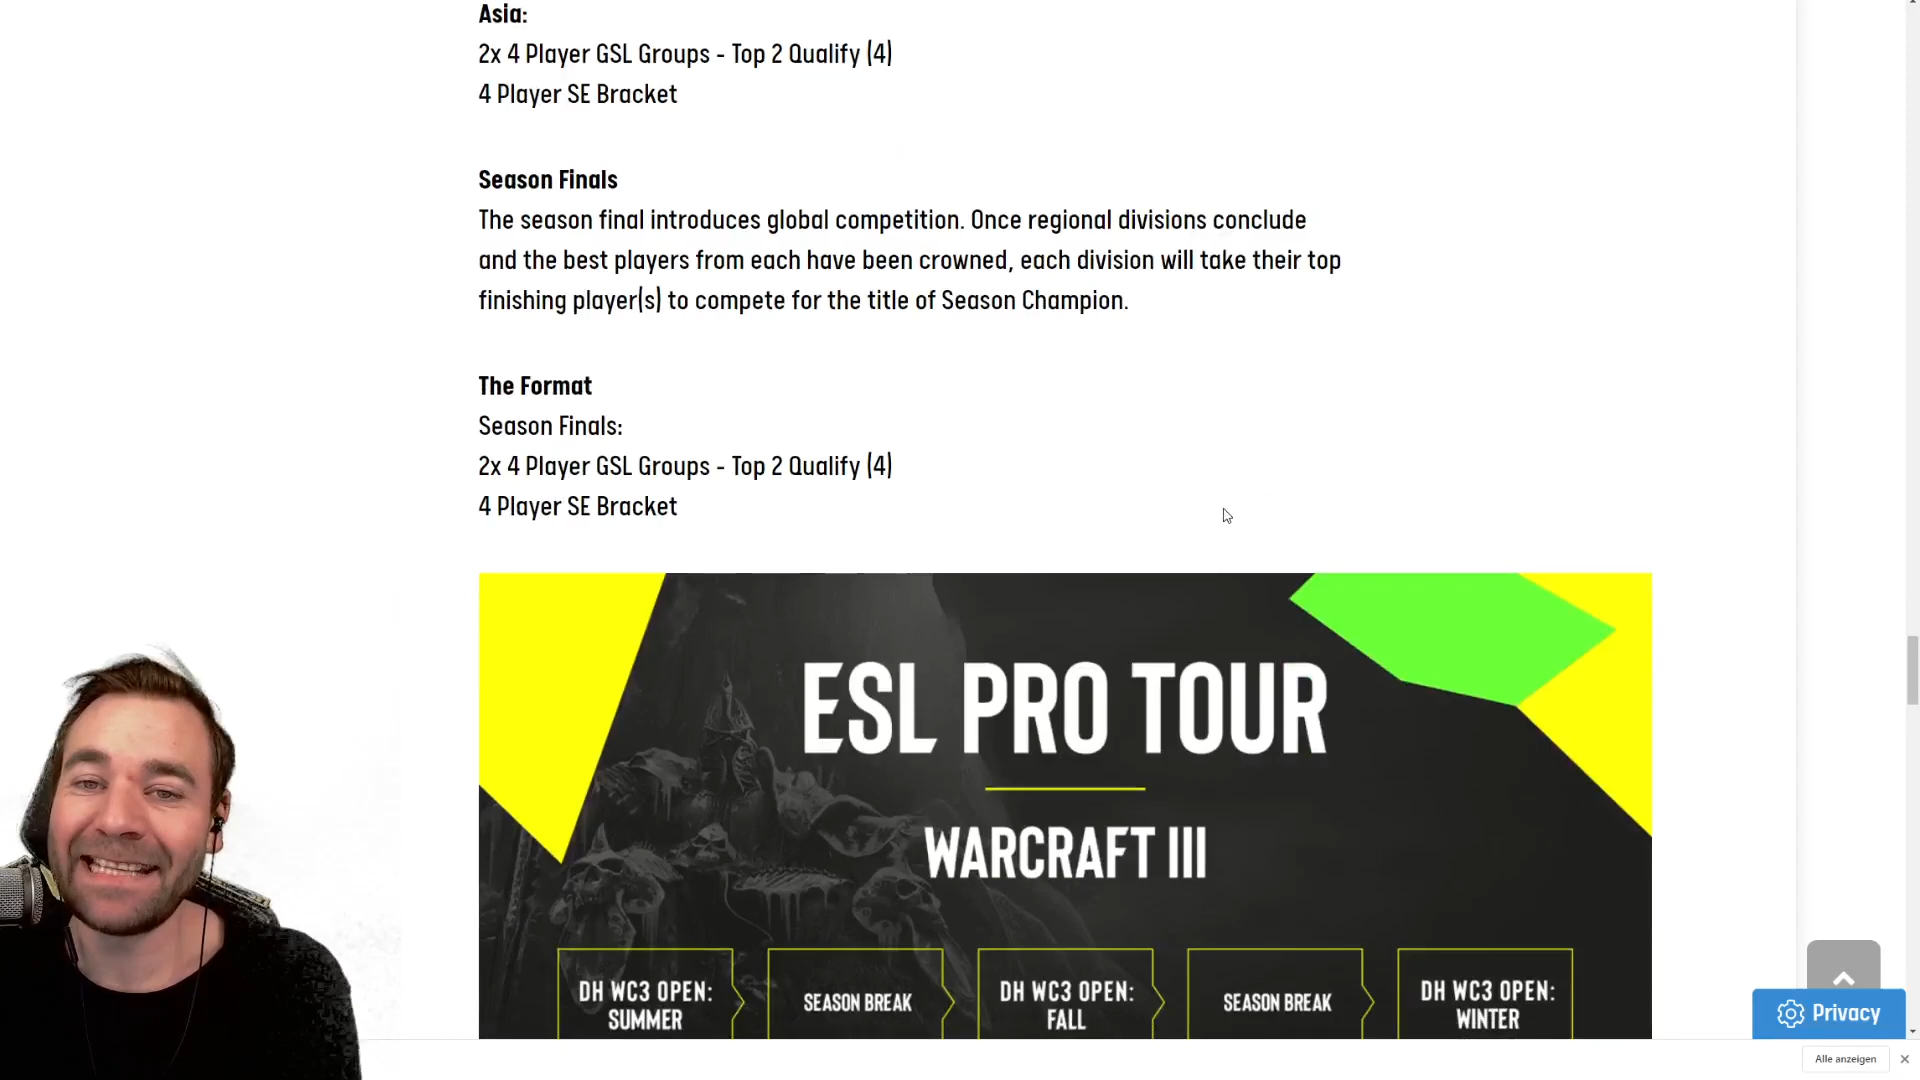 Asia:
2x 4 Player GSL Groups - Top 2 Qualify (4)
4 Player SE Bracket
Season Finals
The season final introduces global competition. Once regional divisions conclude
and the best players from each have been crowned, each division will take their top
finishing player(s) to compete for the title of Season Champion.
The Format
Season Finals:
2x 4 Player GSL Groups - Top 2 Qualify (4)
4 Player SE Bracket
ESL PRO TOUR
WARCRAFT III
DH WC3 OPEN:
SUMMER
SEASON BREAK
DH WC3 OPEN:
FALL
SEASON BREAK
DH WC3 OPEN:
WINTER
Privacy
Alle anzeigen